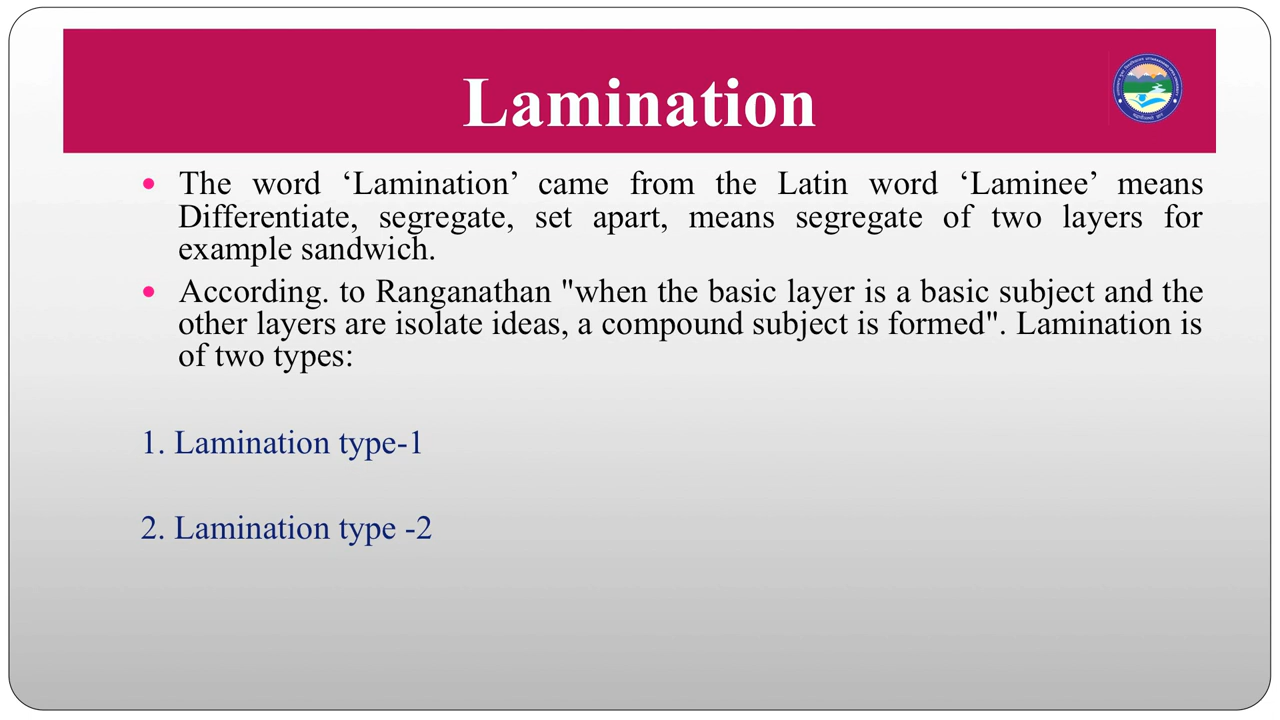 Lamination
• The word ‘Lamination’ came from the Latin word ‘Laminee’ means
Differentiate, segregate, set apart, means segregate of two layers for
example sandwich.
• According. to Ranganathan "when the basic layer is a basic subject and the
other layers are isolate ideas, a compound subject is formed". Lamination is
of two types:
1. Lamination type-1
2. Lamination type -2